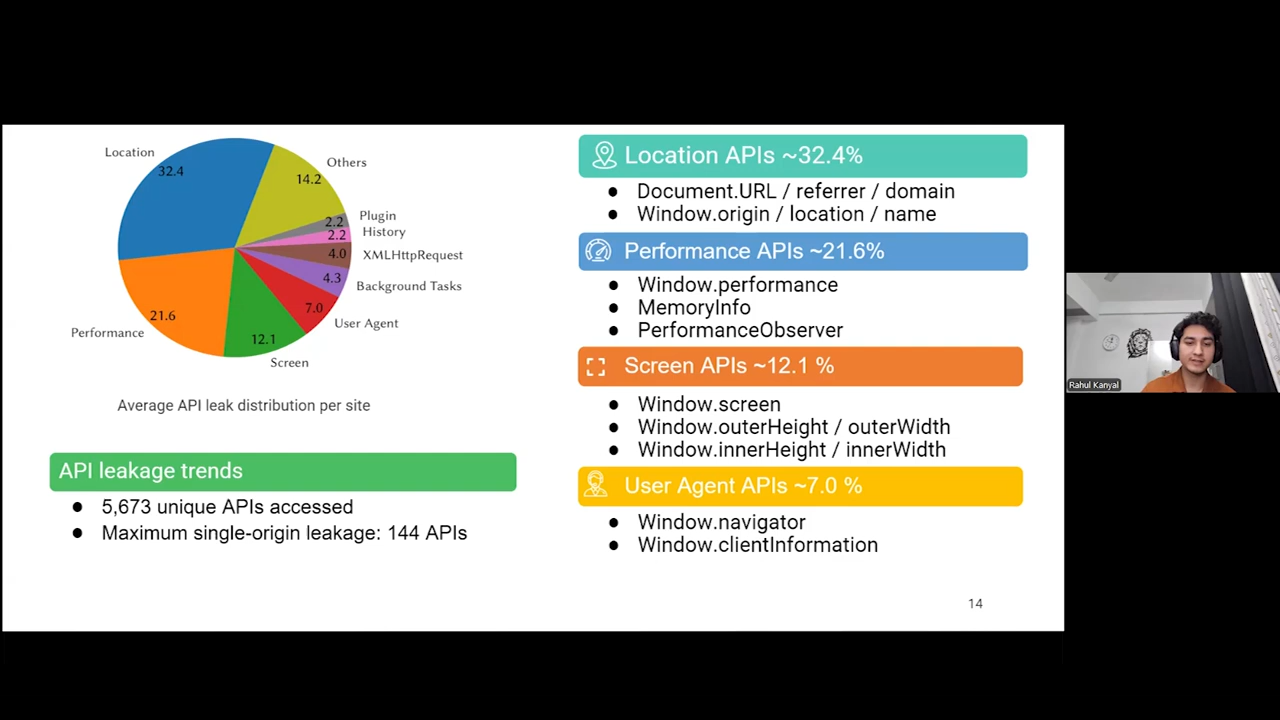 Location
32.4
Others
14.2
Plugin
2.2
History
2.2
XMLHttpRequest
4.0
Background Tasks
4.3
User Agent
7.0
Screen
12.1
Performance
21.6
Average API leak distribution per site
API leakage trends
● 5,673 unique APIs accessed
● Maximum single-origin leakage: 144 APIs
Location APIs ~32.4%
● Document.URL / referrer / domain
● Window.origin / location / name
Performance APIs ~21.6%
● Window.performance
● MemoryInfo
● PerformanceObserver
Screen APIs ~12.1 %
● Window.screen
● Window.outerHeight / outerWidth
● Window.innerHeight / innerWidth
User Agent APIs ~7.0 %
● Window.navigator
● Window.clientInformation
14
Rahul Kanyal